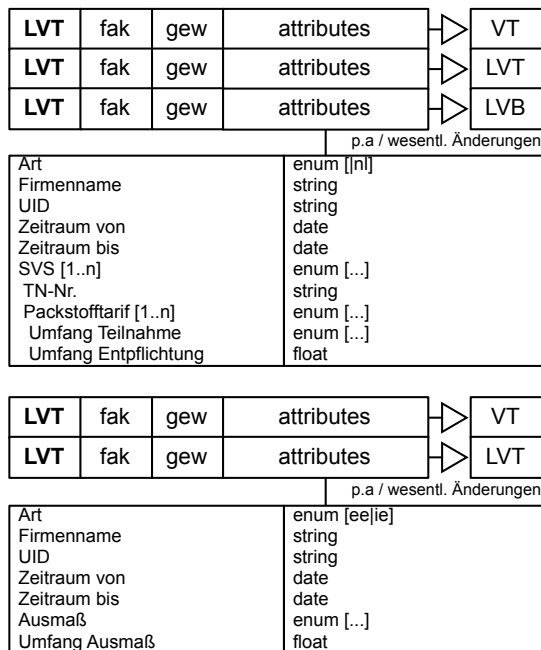 LVT fak gew attributes VT
LVT fak gew attributes LVT
LVT fak gew attributes LVB
p.a / wesentl. Änderungen
Art enum [|nl]
Firmenname string
UID string
Zeitraum von date
Zeitraum bis date
SVS [1..n] enum [...]
TN-Nr. string
Packstofftarif [1..n] enum [...]
Umfang Teilnahme enum [...]
Umfang Entpflichtung float
LVT fak gew attributes VT
LVT fak gew attributes LVT
p.a / wesentl. Änderungen
Art enum [ee|ie]
Firmenname string
UID string
Zeitraum von date
Zeitraum bis date
Ausmaß enum [...]
Umfang Ausmaß float